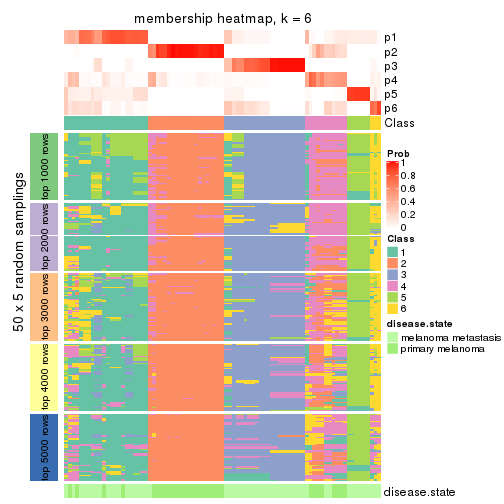 membership heatmap, k = 6
p1
p2
p3
p4
p5
p6
Class
50 x 5 random samplings
top 1000 rows
top 2000 rows
top 3000 rows
top 4000 rows
top 5000 rows
Prob
1
0.8
0.6
0.4
0.2
0
Class
1
2
3
4
5
6
disease.state
melanoma metastasis
primary melanoma
disease.state